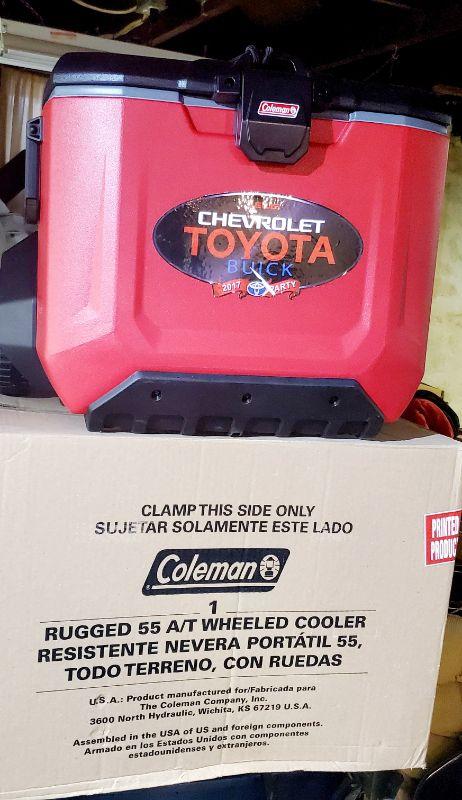 Coleman
CHEVROLET
TOYOTA
BUICK
2017 PARTY
CLAMP THIS SIDE ONLY
SUJETAR SOLAMENTE ESTE LADO
Coleman
1
RUGGED 55 A/T WHEELED COOLER
RESISTENTE NEVERA PORTÁTIL 55,
TODO TERRENO, CON RUEDAS
U.S.A.: Product manufactured for/Fabricada para
The Coleman Company, Inc.
3600 North Hydraulic, Wichita, KS 67219 U.S.A.
Assembled in the USA of US and foreign components.
Armado en los Estados Unidos con componentes
estadounidenses y extranjeros.
PRINTED